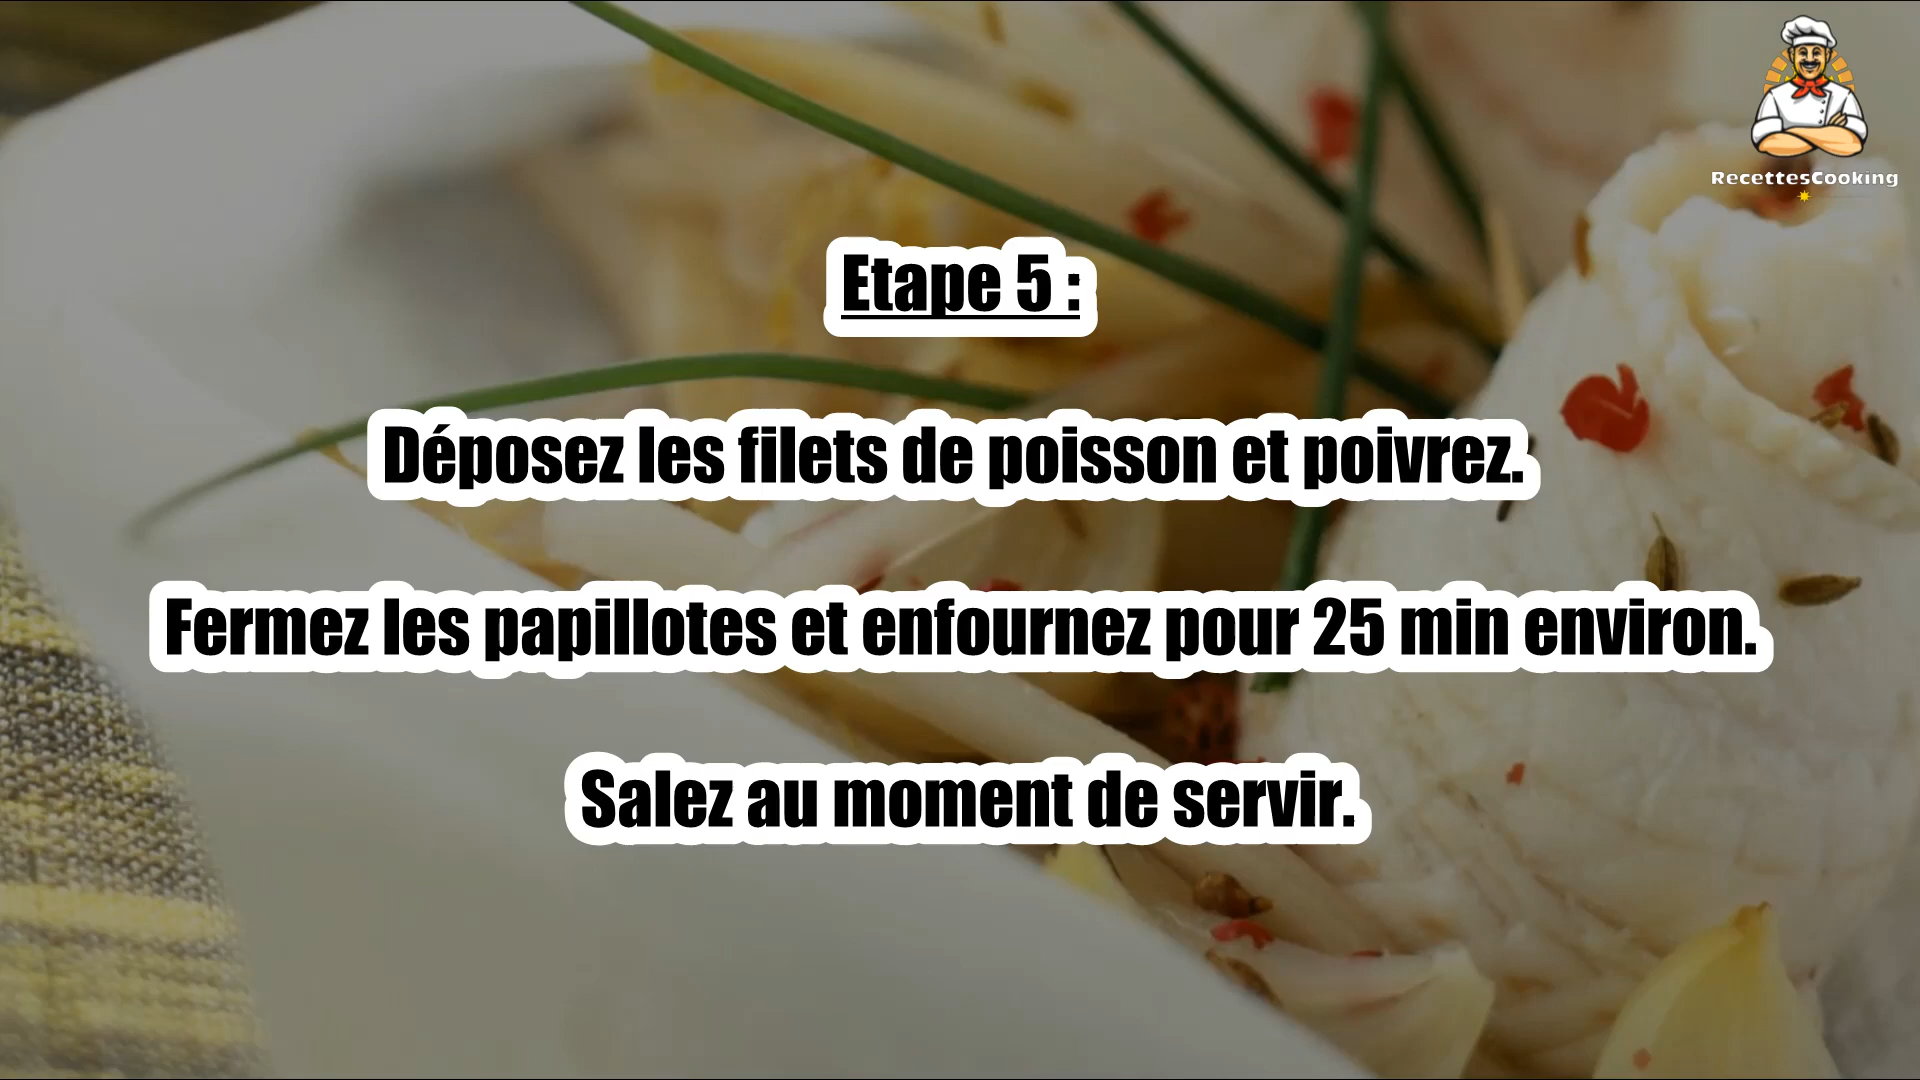 RecettesCooking
Etape 5 :
Déposez les filets de poisson et poivrez.
Fermez les papillotes et enfournez pour 25 min environ.
Salez au moment de servir.